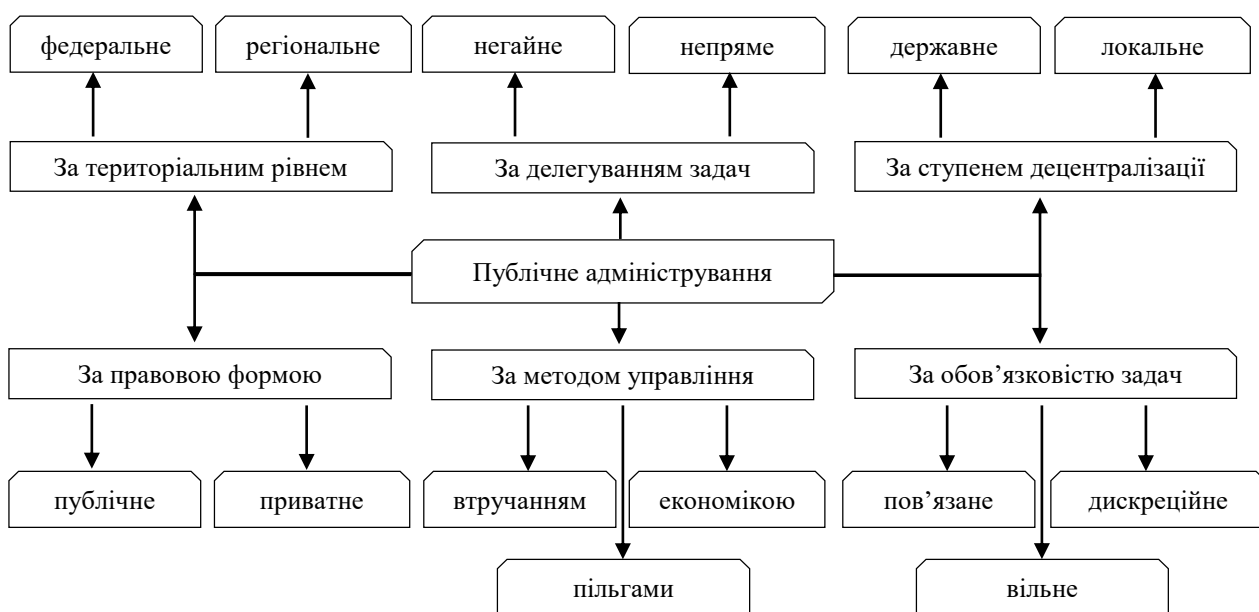 федеральне
регіональне
негайне
непряме
державне
локальне
За територіальним рівнем
За делегуванням задач
За ступенем децентралізації
Публічне адміністрування
За правовою формою
За методом управління
За обов’язковістю задач
публічне
приватне
втручанням
економікою
пов’язане
дискреційне
пільгами
вільне